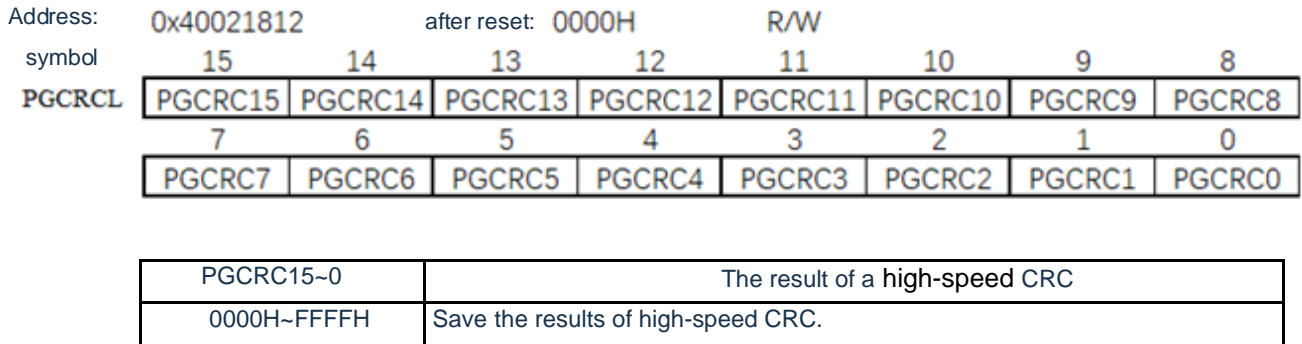 Address: 0x40021812 after reset: 0000H R/W
symbol 15 14 13 12 11 10 9 8
PGCRCL PGCRC15 PGCRC14 PGCRC13 PGCRC12 PGCRC11 PGCRC10 PGCRC9 PGCRC8
7 6 5 4 3 2 1 0
PGCRC7 PGCRC6 PGCRC5 PGCRC4 PGCRC3 PGCRC2 PGCRC1 PGCRC0
PGCRC15~0 The result of a high-speed CRC
0000H~FFFFH Save the results of high-speed CRC.